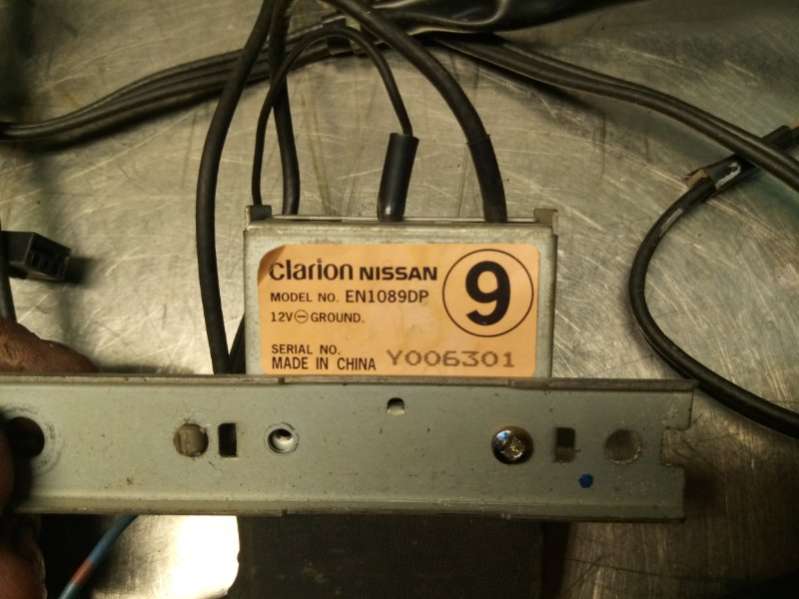 clarion NISSAN
MODEL NO. EN1089DP
12V⊖GROUND.
9
SERIAL NO. Y006301
MADE IN CHINA